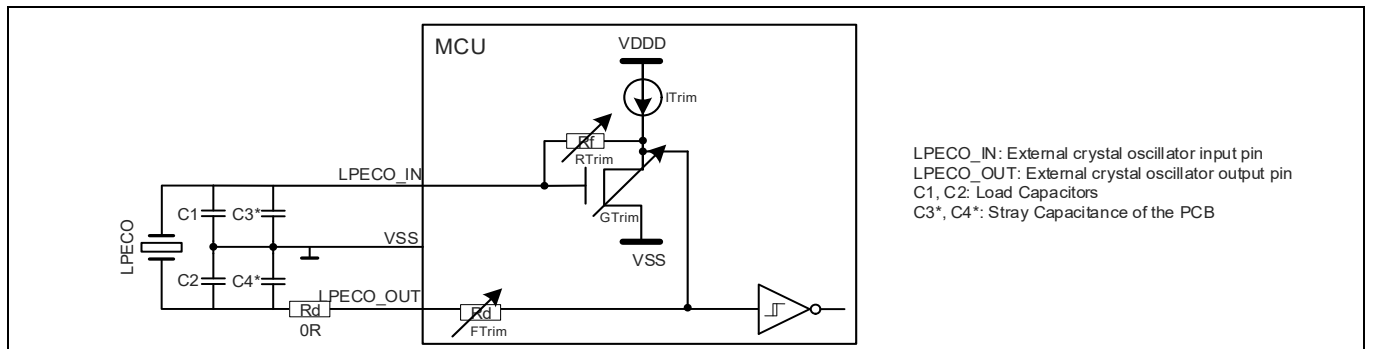 MCU
VDDD
ITrim
Rf
RTrim
LPECO_IN
GTrim
C1
C3*
LPECO
VSS
VSS
C2
C4*
LPECO_OUT
Rd
0R
Rd
FTrim
LPECO_IN: External crystal oscillator input pin
LPECO_OUT: External crystal oscillator output pin
C1, C2: Load Capacitors
C3*, C4*: Stray Capacitance of the PCB